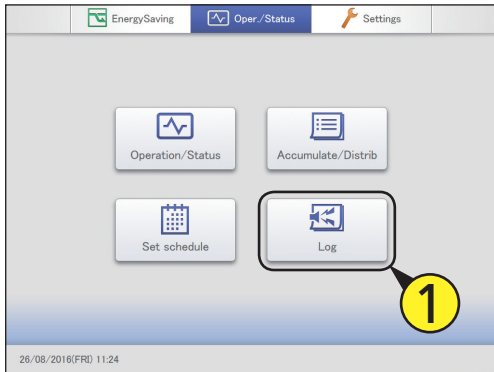 EnergySaving Oper./Status Settings
Operation/Status Accumulate/Distrib
Set schedule Log
1
26/08/2016(FRI) 11:24